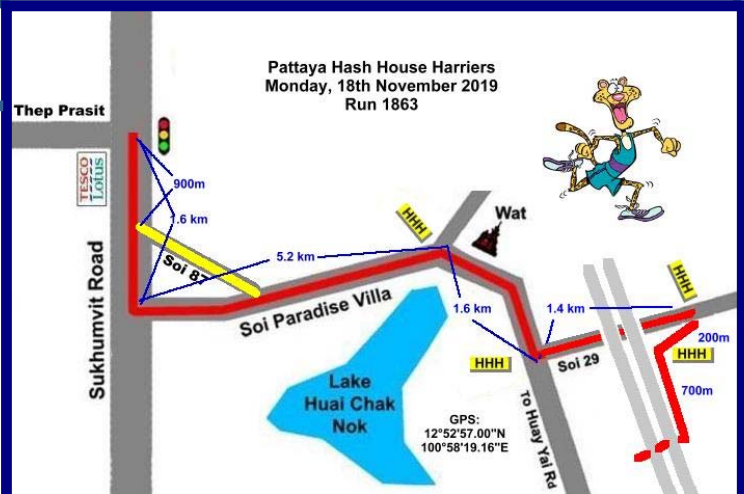 Pattaya Hash House Harriers
Monday, 18th November 2019
Run 1863
Thep Prasit
TESCO
Lotus
900m
1.6 km
Soi 87
5.2 km
HHH
Wat
Sukhumvit Road
Soi Paradise Villa
1.6 km
1.4 km
HHH
200m
HHH
HHH
Soi 29
700m
Lake
Huai Chak
Nok
GPS:
12°52'57.00"N
100°58'19.16"E
To Huay Yai Rd